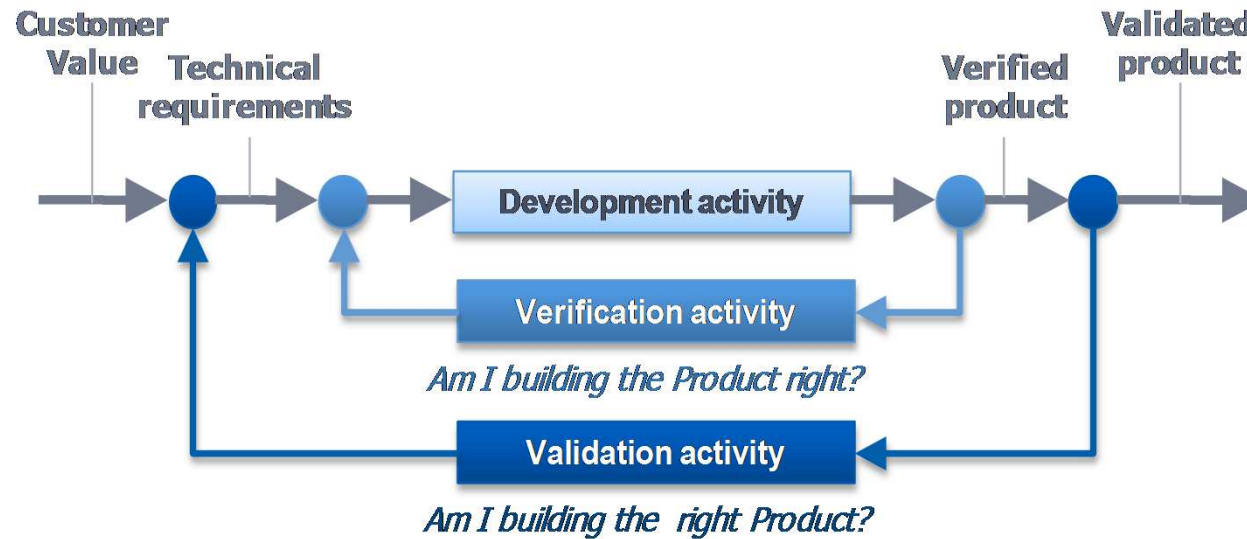 Customer
Value
Technical
requirements
Verified
product
Validated
product
Development activity
Verification activity
Am I building the Product right?
Validation activity
Am I building the right Product?